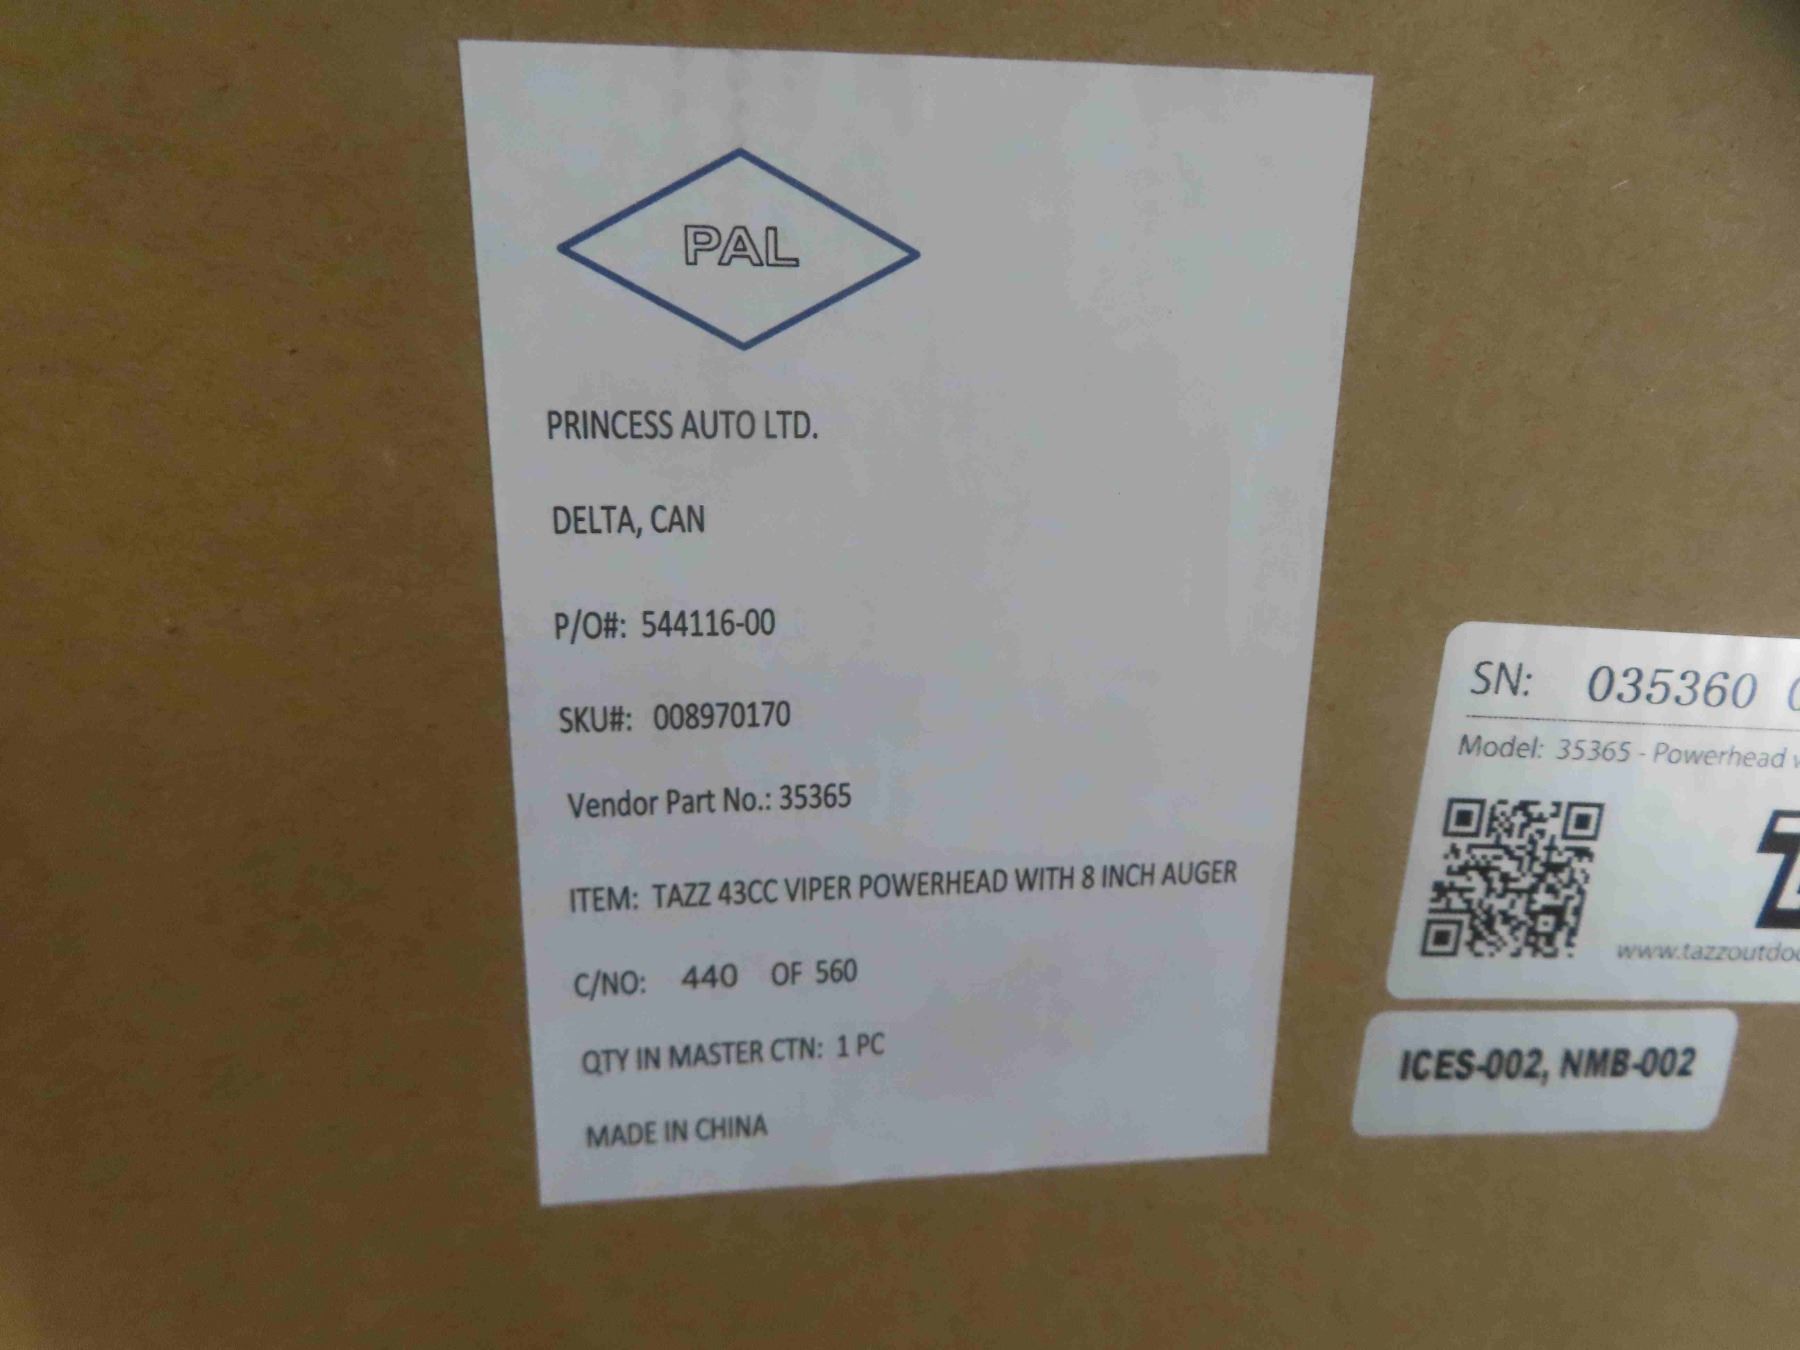 PAL
PRINCESS AUTO LTD.
DELTA, CAN
P/O#: 544116-00
SKU#: 008970170
Vendor Part No.: 35365
ITEM: TAZZ 43CC VIPER POWERHEAD WITH 8 INCH AUGER
C/NO: 440 OF 560
QTY IN MASTER CTN: 1 PC
MADE IN CHINA
SN: 035360
Model: 35365 - Powerhead
www.tazzoutdoo
ICES-002, NMB-002